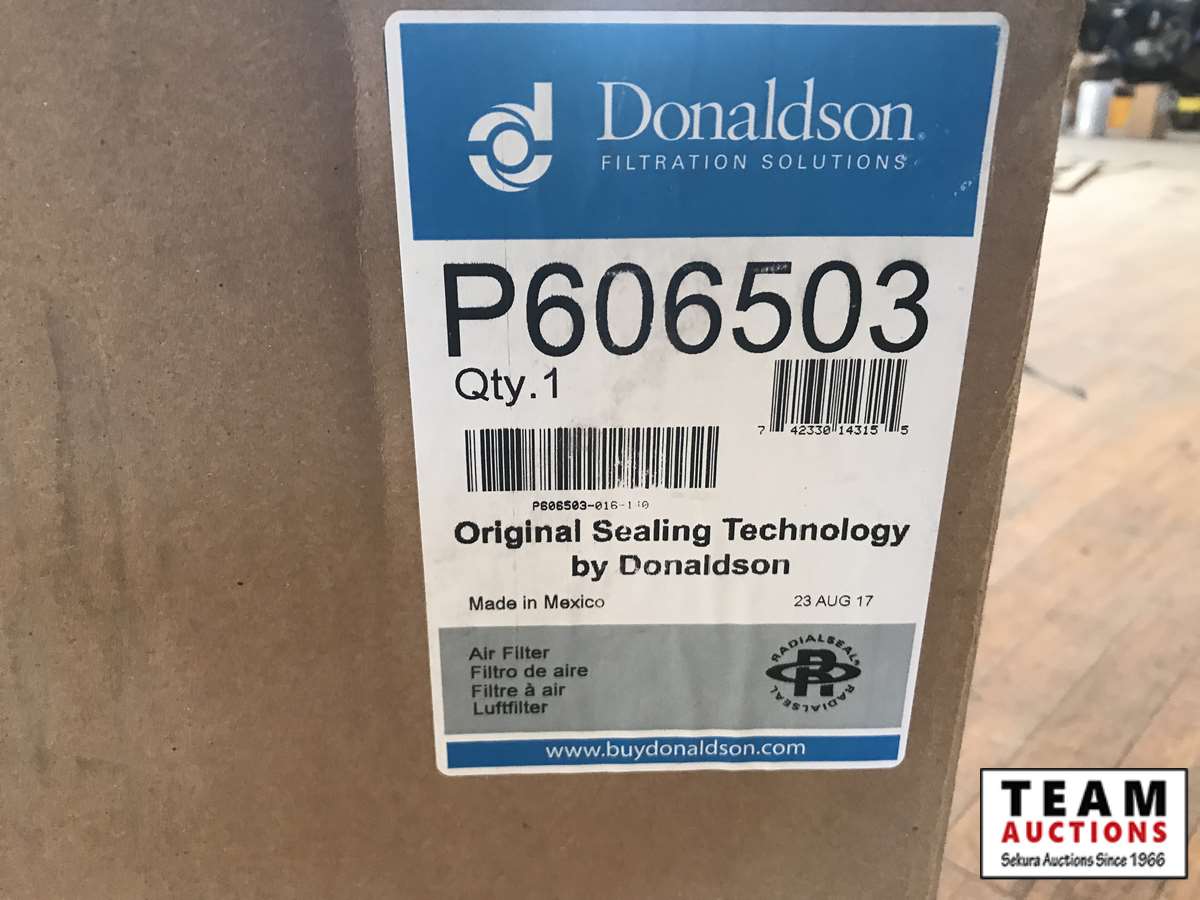 Donaldson®
FILTRATION SOLUTIONS
P606503
Qty.1
7 42330 14315 5
Original Sealing Technology
by Donaldson
Made in Mexico 23 AUG 17
Air Filter
Filtro de aire
Filtre à air
Luftfilter
RADIALSEAL®
RADIALSEAL
www.buydonaldson.com
TEAM
AUCTIONS
Sekura Auctions Since 1966